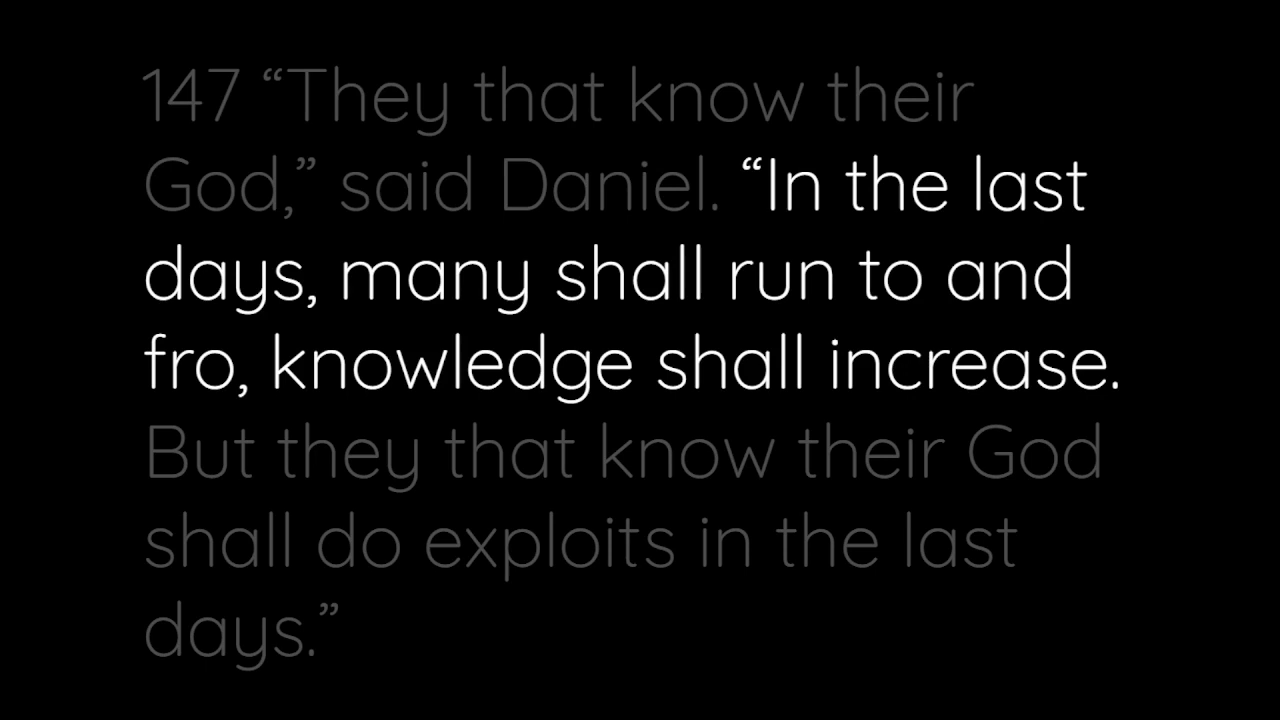 147 “They that know their
God,” said Daniel. “In the last
days, many shall run to and
fro, knowledge shall increase.
But they that know their God
shall do exploits in the last
days.”